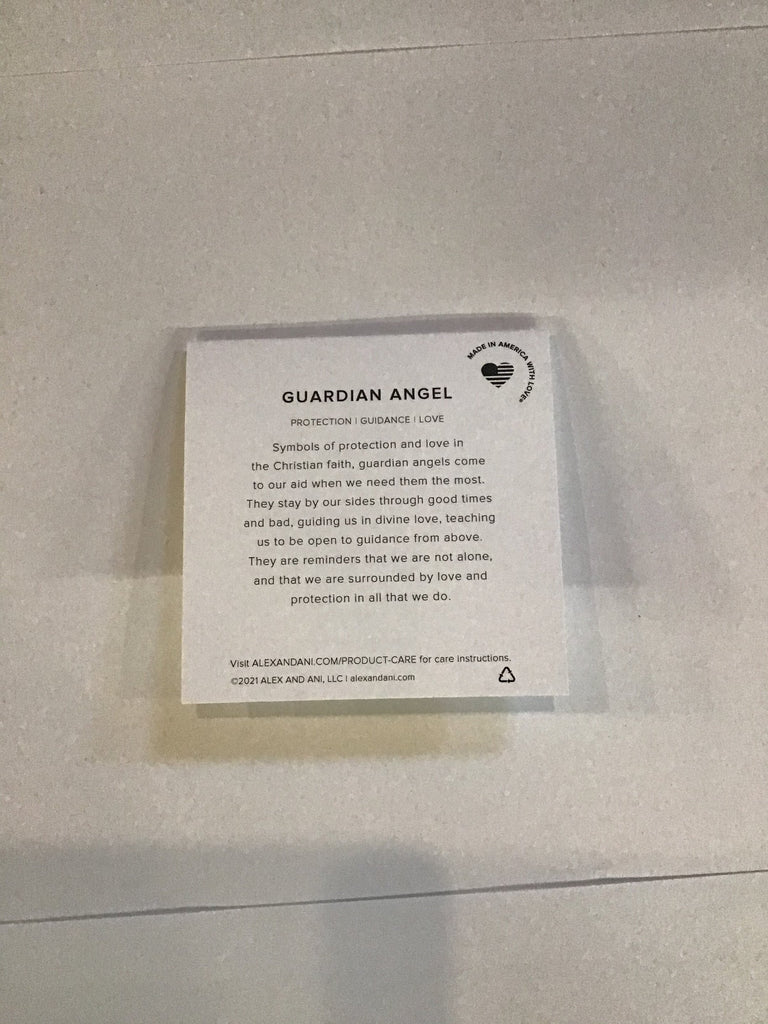 MADE IN AMERICA WITH LOVE®
GUARDIAN ANGEL
PROTECTION | GUIDANCE | LOVE
Symbols of protection and love in
the Christian faith, guardian angels come
to our aid when we need them the most.
They stay by our sides through good times
and bad, guiding us in divine love, teaching
us to be open to guidance from above.
They are reminders that we are not alone,
and that we are surrounded by love and
protection in all that we do.
Visit ALEXANDANI.COM/PRODUCT-CARE for care instructions.
©2021 ALEX AND ANI, LLC | alexandani.com